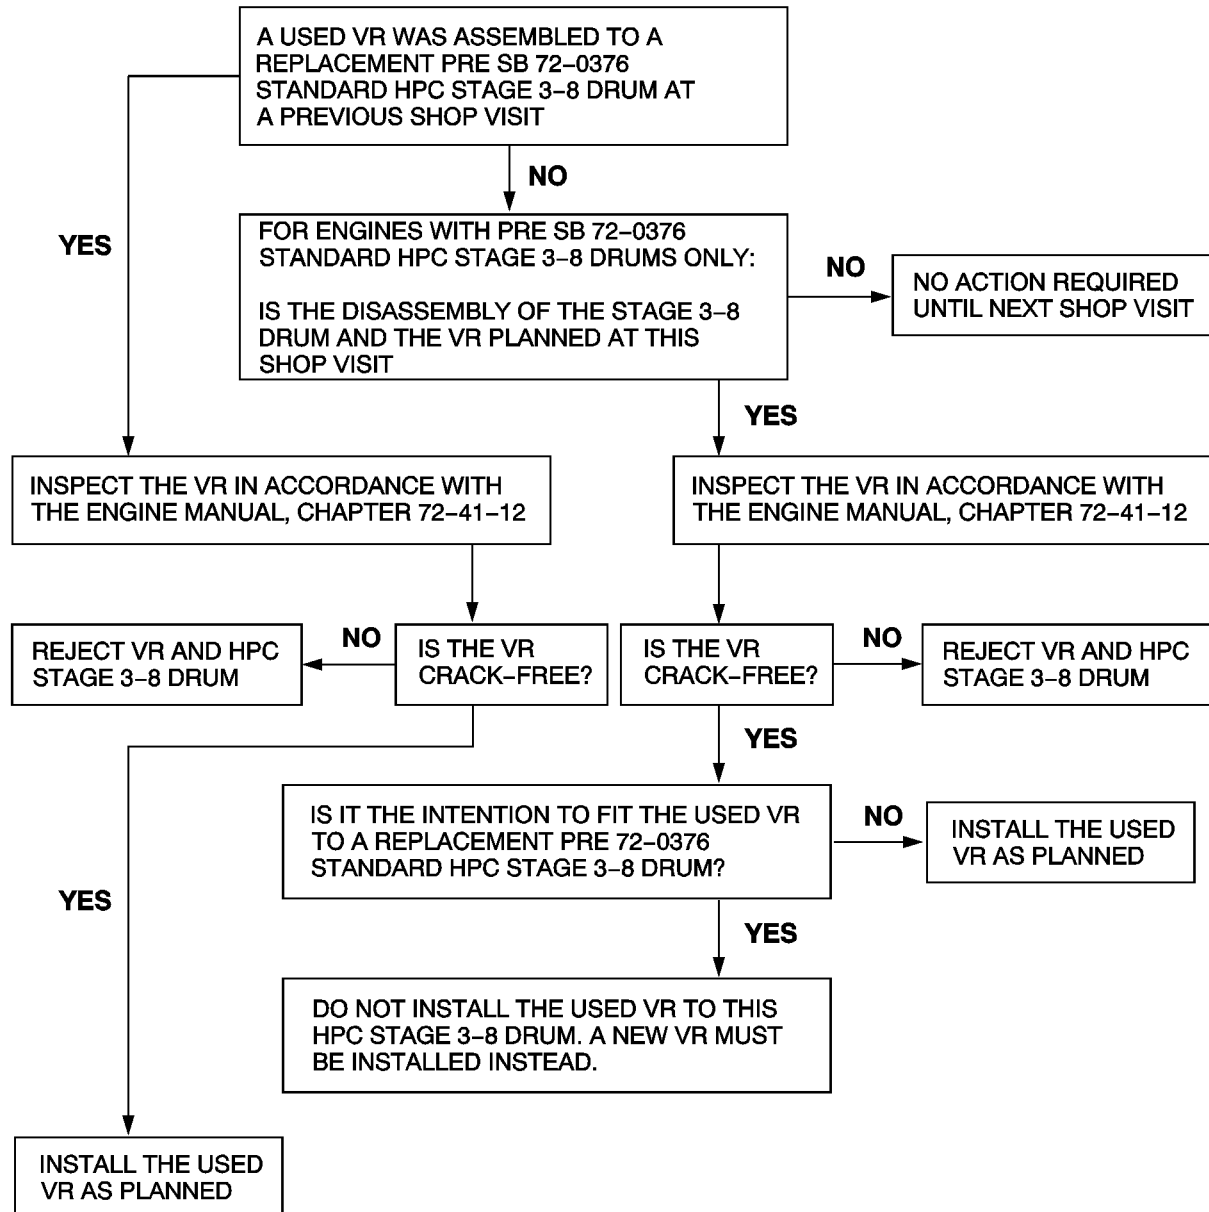 A USED VR WAS ASSEMBLED TO A
REPLACEMENT PRE SB 72–0376
STANDARD HPC STAGE 3–8 DRUM AT
A PREVIOUS SHOP VISIT
NO
YES
FOR ENGINES WITH PRE SB 72–0376
STANDARD HPC STAGE 3–8 DRUMS ONLY:
IS THE DISASSEMBLY OF THE STAGE 3–8
DRUM AND THE VR PLANNED AT THIS
SHOP VISIT
NO
NO ACTION REQUIRED
UNTIL NEXT SHOP VISIT
YES
INSPECT THE VR IN ACCORDANCE WITH
THE ENGINE MANUAL, CHAPTER 72–41–12
INSPECT THE VR IN ACCORDANCE WITH
THE ENGINE MANUAL, CHAPTER 72–41–12
REJECT VR AND HPC
STAGE 3–8 DRUM
NO
IS THE VR
CRACK–FREE?
IS THE VR
CRACK–FREE?
NO
REJECT VR AND HPC
STAGE 3–8 DRUM
YES
IS IT THE INTENTION TO FIT THE USED VR
TO A REPLACEMENT PRE 72–0376
STANDARD HPC STAGE 3–8 DRUM?
NO
INSTALL THE USED
VR AS PLANNED
YES
YES
DO NOT INSTALL THE USED VR TO THIS
HPC STAGE 3–8 DRUM. A NEW VR MUST
BE INSTALLED INSTEAD.
INSTALL THE USED
VR AS PLANNED